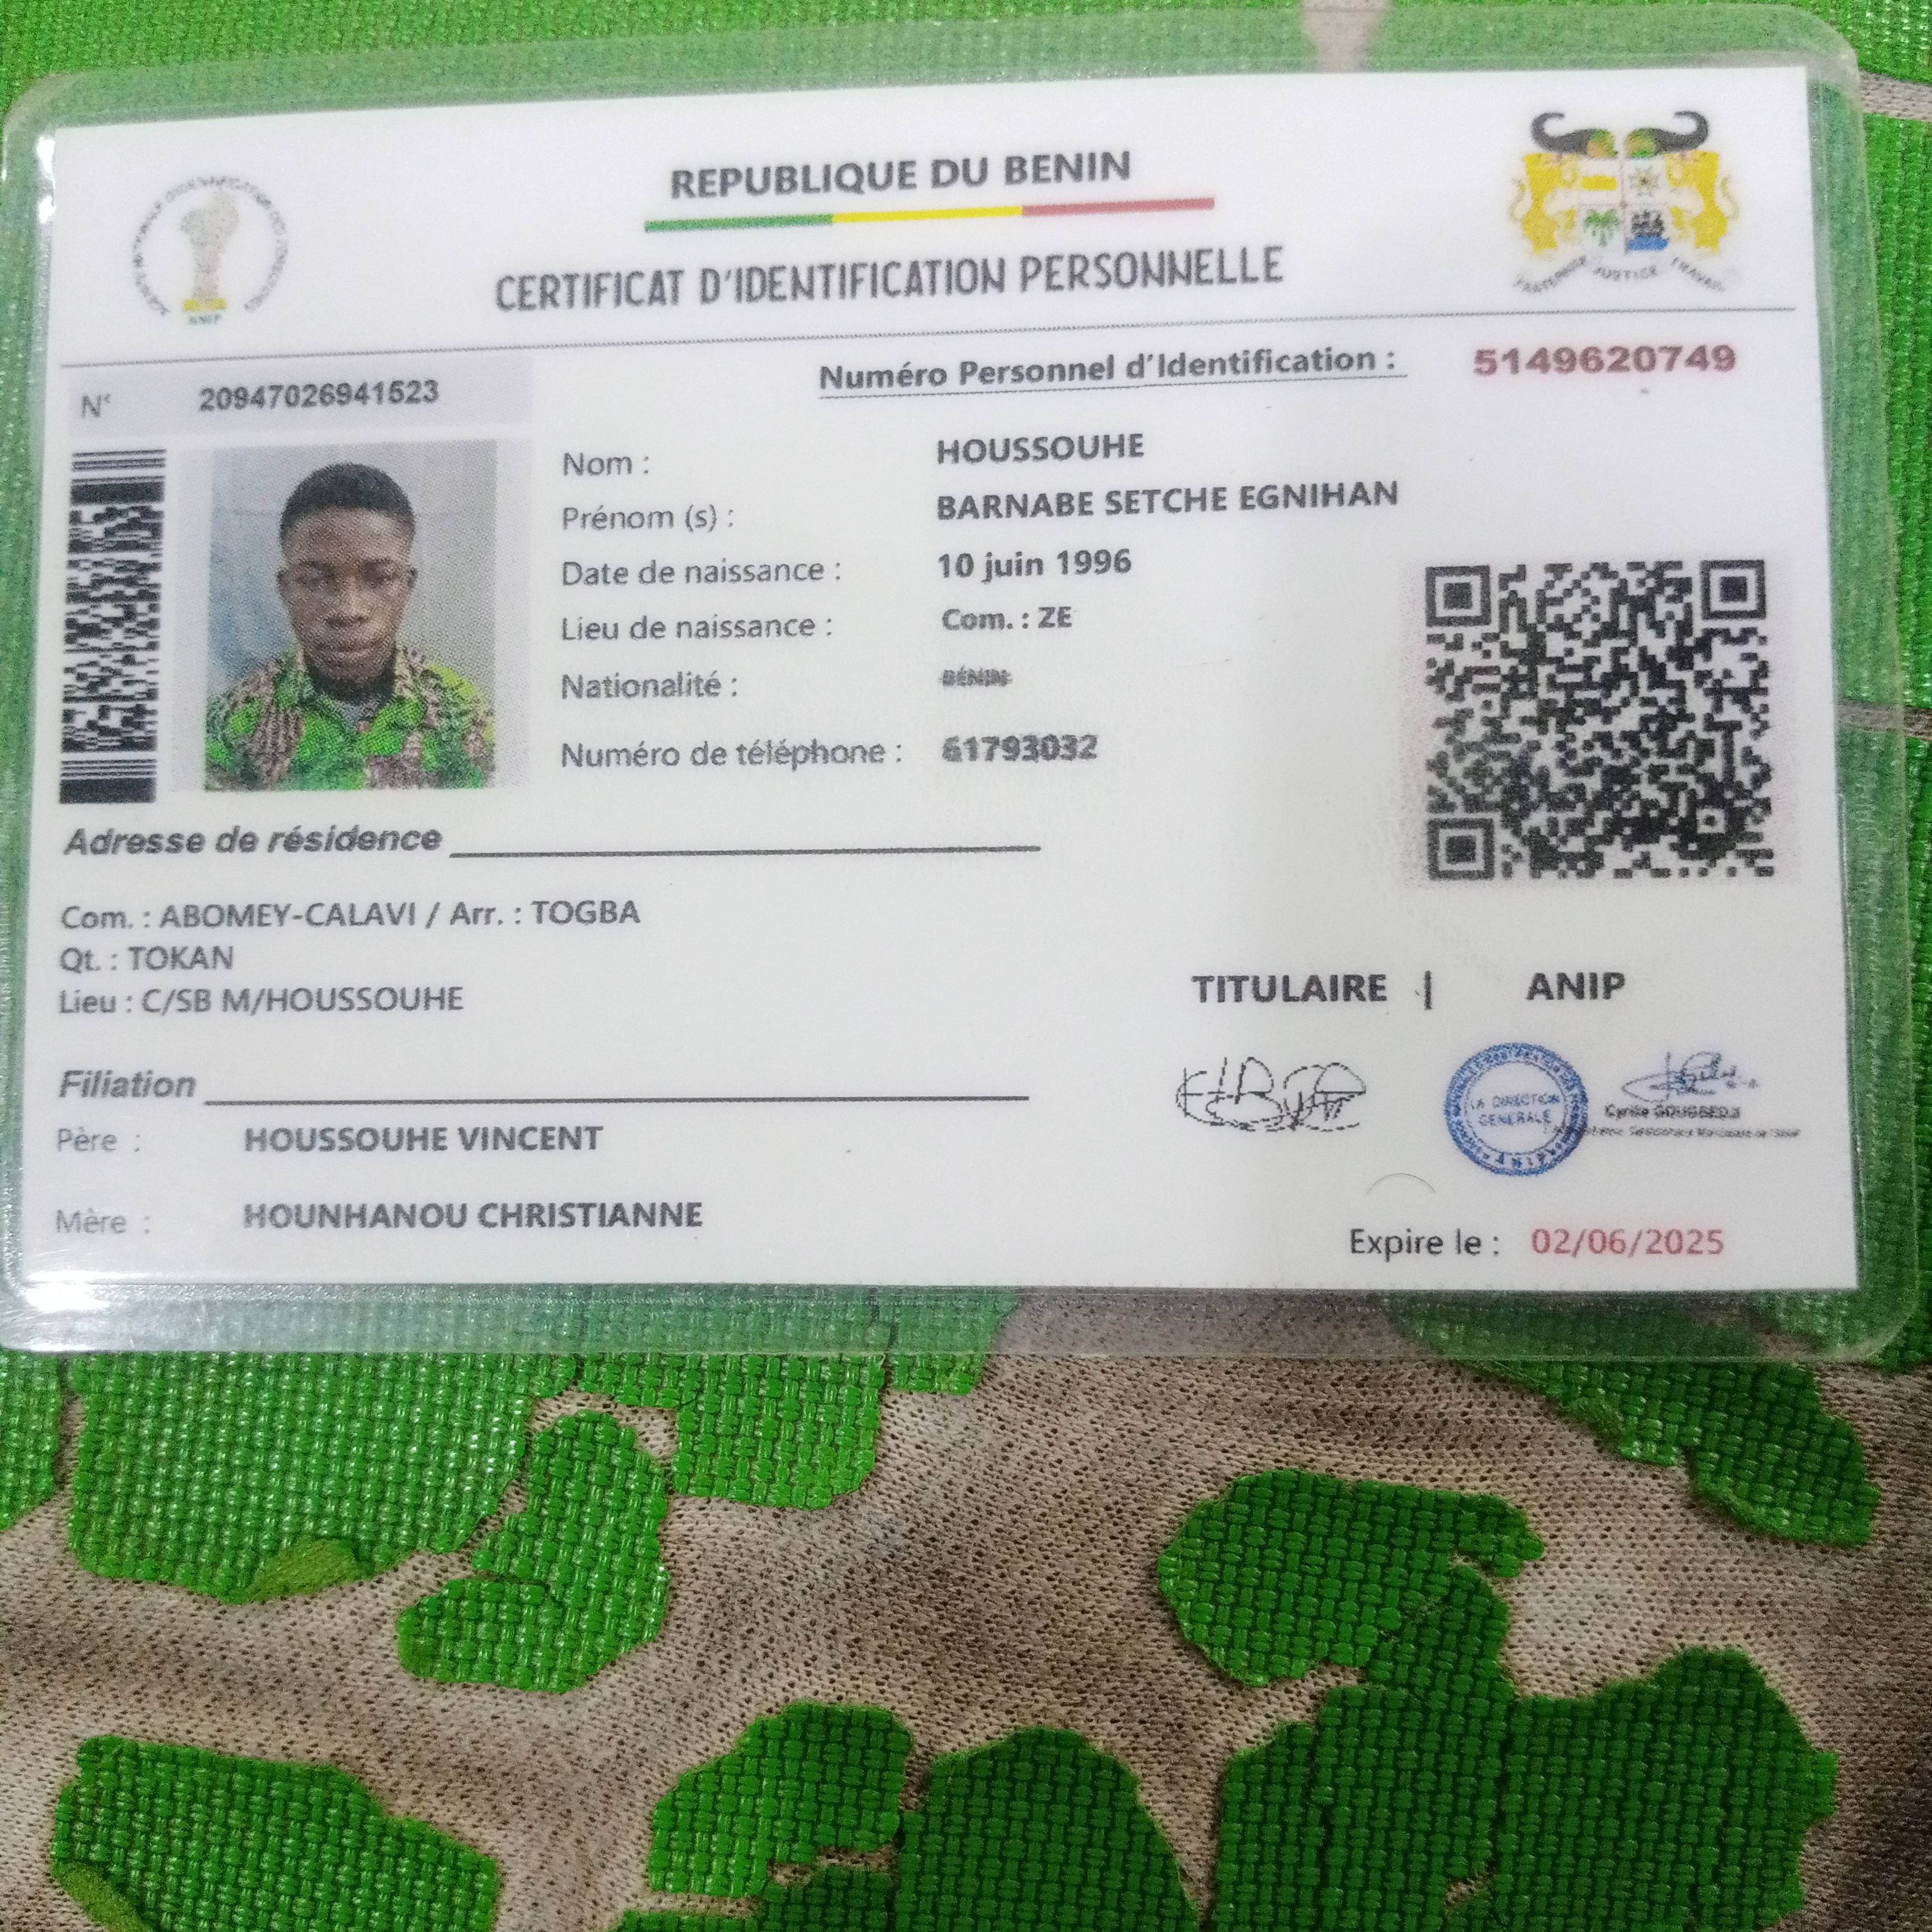 REPUBLIQUE DU BENIN
CERTIFICAT D'IDENTIFICATION PERSONNELLE
ANIP
FRATERNITE JUSTICE TRAVAIL
Numéro Personnel d'Identification : 5149620749
N° 20947026941523
Nom : HOUSSOUHE
Prénom (s) : BARNABE SETCHE EGNIHAN
Date de naissance : 10 juin 1996
Lieu de naissance : Com. : ZE
Nationalité : BÉNIN
Numéro de téléphone : 61793032
Adresse de résidence
Com. : ABOMEY-CALAVI / Arr. : TOGBA
Qt. : TOKAN
Lieu : C/SB M/HOUSSOUHE
TITULAIRE | ANIP
LA DIRECTION
GENERALE
Cyrille GOUGBEDJI
Filiation
Père : HOUSSOUHE VINCENT
Mère : HOUNHANOU CHRISTIANNE
Expire le : 02/06/2025